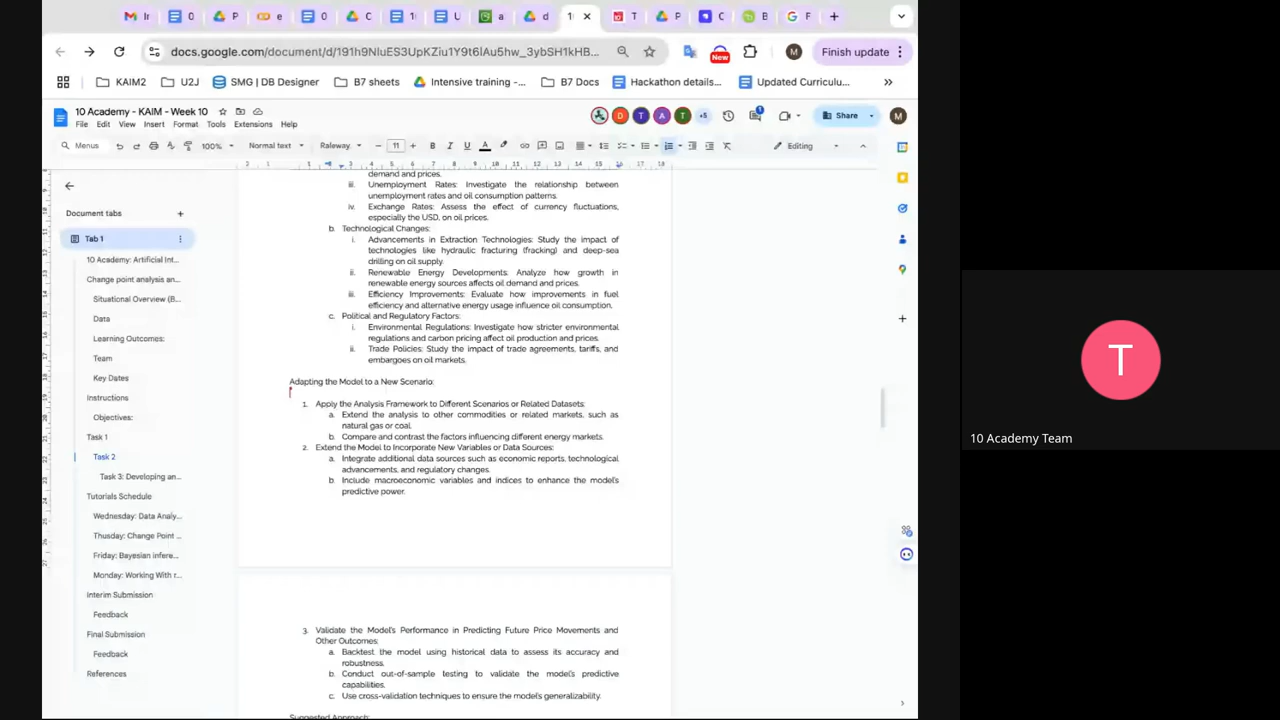 docs.google.com/document/d/191h9NluES3UpKZiu1Y9t6lAu5hw_3ybSH1kHB...
New
M
Finish update
KAIM2
U2J
SMG | DB Designer
B7 sheets
Intensive training -...
B7 Docs
Hackathon details...
Updated Curriculu...
10 Academy - KAIM - Week 10
File Edit View Insert Format Tools Extensions Help
D T A T +5
Share
M
Menus
100%
Normal text
Raleway
11
Editing
Document tabs
Tab 1
10 Academy: Artificial Int...
Change point analysis an...
Situational Overview (B...
Data
Learning Outcomes:
Team
Key Dates
Instructions
Objectives:
Task 1
Task 2
Task 3: Developing an...
Tutorials Schedule
Wednesday: Data Analy...
Thusday: Change Point ...
Friday: Bayesian infere...
Monday: Working With r...
Interim Submission
Feedback
Final Submission
Feedback
References
demand and prices.
iii. Unemployment Rates: Investigate the relationship between
unemployment rates and oil consumption patterns.
iv. Exchange Rates: Assess the effect of currency fluctuations,
especially the USD, on oil prices.
b. Technological Changes:
i. Advancements in Extraction Technologies: Study the impact of
technologies like hydraulic fracturing (fracking) and deep-sea
drilling on oil supply.
ii. Renewable Energy Developments: Analyze how growth in
renewable energy sources affects oil demand and prices.
iii. Efficiency Improvements: Evaluate how improvements in fuel
efficiency and alternative energy usage influence oil consumption.
c. Political and Regulatory Factors:
i. Environmental Regulations: Investigate how stricter environmental
regulations and carbon pricing affect oil production and prices.
ii. Trade Policies: Study the impact of trade agreements, tariffs, and
embargoes on oil markets.
Adapting the Model to a New Scenario:
1. Apply the Analysis Framework to Different Scenarios or Related Datasets:
a. Extend the analysis to other commodities or related markets, such as
natural gas or coal.
b. Compare and contrast the factors influencing different energy markets.
2. Extend the Model to Incorporate New Variables or Data Sources:
a. Integrate additional data sources such as economic reports, technological
advancements, and regulatory changes.
b. Include macroeconomic variables and indices to enhance the model's
predictive power.
3. Validate the Model's Performance in Predicting Future Price Movements and
Other Outcomes:
a. Backtest the model using historical data to assess its accuracy and
robustness.
b. Conduct out-of-sample testing to validate the model's predictive
capabilities.
c. Use cross-validation techniques to ensure the model's generalizability.
Suggested Approach:
T
10 Academy Team